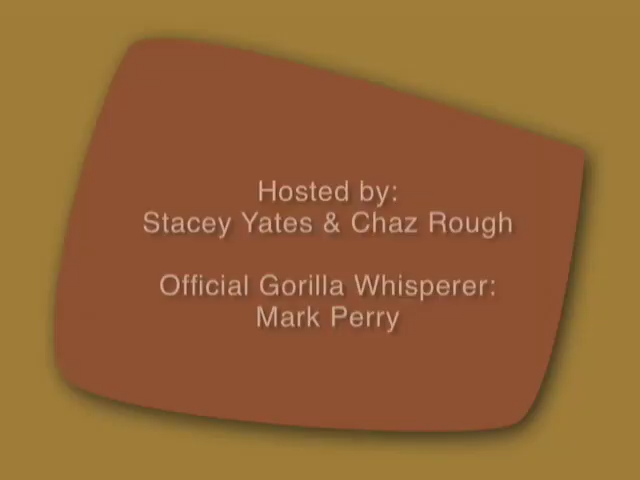 Hosted by:
Stacey Yates & Chaz Rough
Official Gorilla Whisperer:
Mark Perry